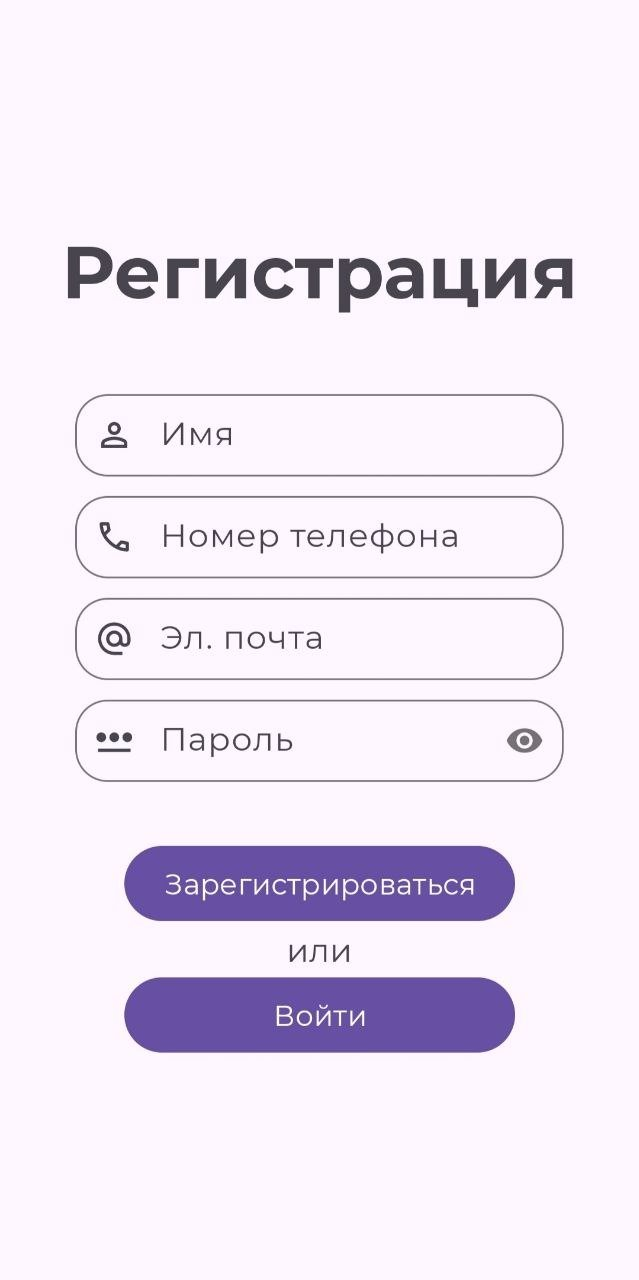 Регистрация
Имя
Номер телефона
Эл. почта
Пароль
Зарегистрироваться
или
Войти